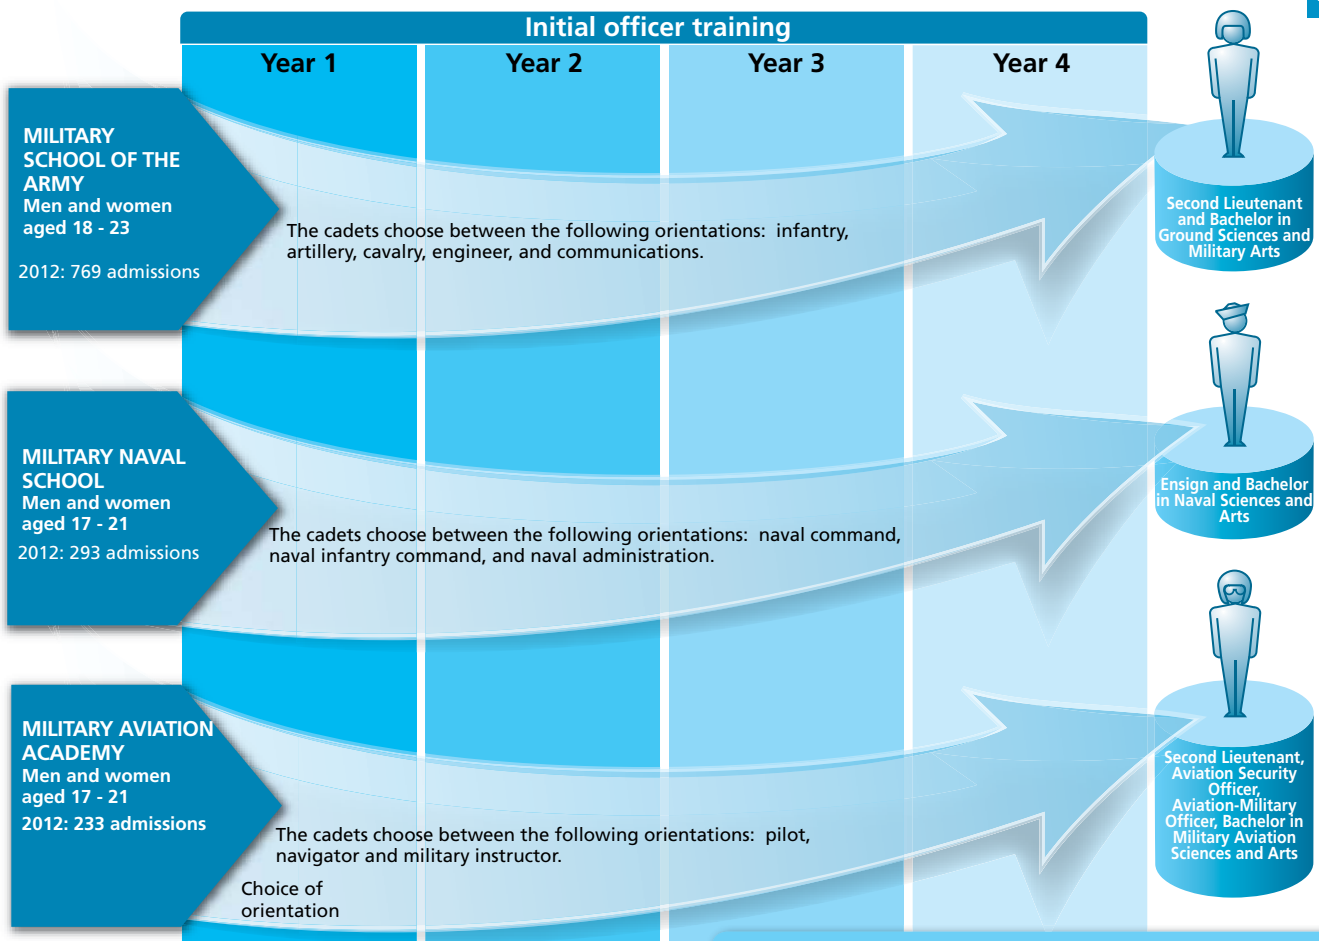 Initial officer training
Year 1
Year 2
Year 3
Year 4
MILITARY
SCHOOL OF THE
ARMY
Men and women
aged 18 - 23
2012: 769 admissions
The cadets choose between the following orientations: infantry,
artillery, cavalry, engineer, and communications.
Second Lieutenant
and Bachelor in
Ground Sciences and
Military Arts
MILITARY NAVAL
SCHOOL
Men and women
aged 17 - 21
2012: 293 admissions
The cadets choose between the following orientations: naval command,
naval infantry command, and naval administration.
Ensign and Bachelor
in Naval Sciences and
Arts
MILITARY AVIATION
ACADEMY
Men and women
aged 17 - 21
2012: 233 admissions
The cadets choose between the following orientations: pilot,
navigator and military instructor.
Choice of
orientation
Second Lieutenant,
Aviation Security
Officer,
Aviation-Military
Officer, Bachelor in
Military Aviation
Sciences and Arts